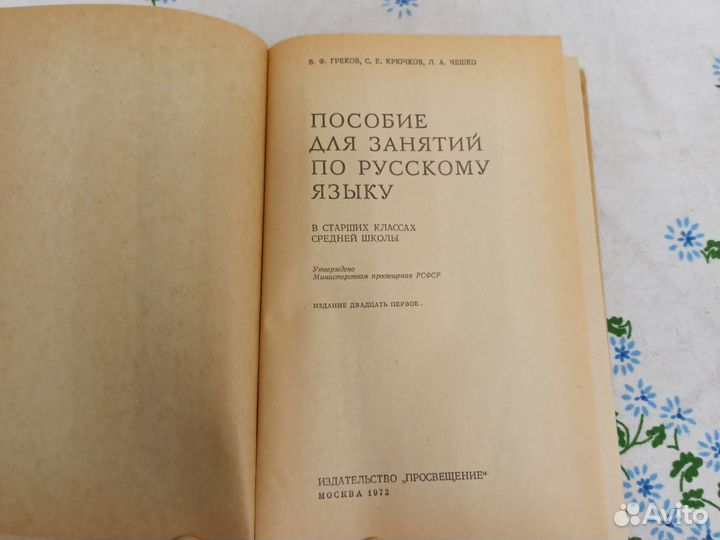 В. Ф. ГРЕКОВ, С. Е. КРЮЧКОВ, Л. А. ЧЕШКО
ПОСОБИЕ
ДЛЯ ЗАНЯТИЙ
ПО РУССКОМУ
ЯЗЫКУ
В СТАРШИХ КЛАССАХ
СРЕДНЕЙ ШКОЛЫ
Утверждено
Министерством просвещения РСФСР
ИЗДАНИЕ ДВАДЦАТЬ ПЕРВОЕ
ИЗДАТЕЛЬСТВО „ПРОСВЕЩЕНИЕ"
МОСКВА 1972
Avito